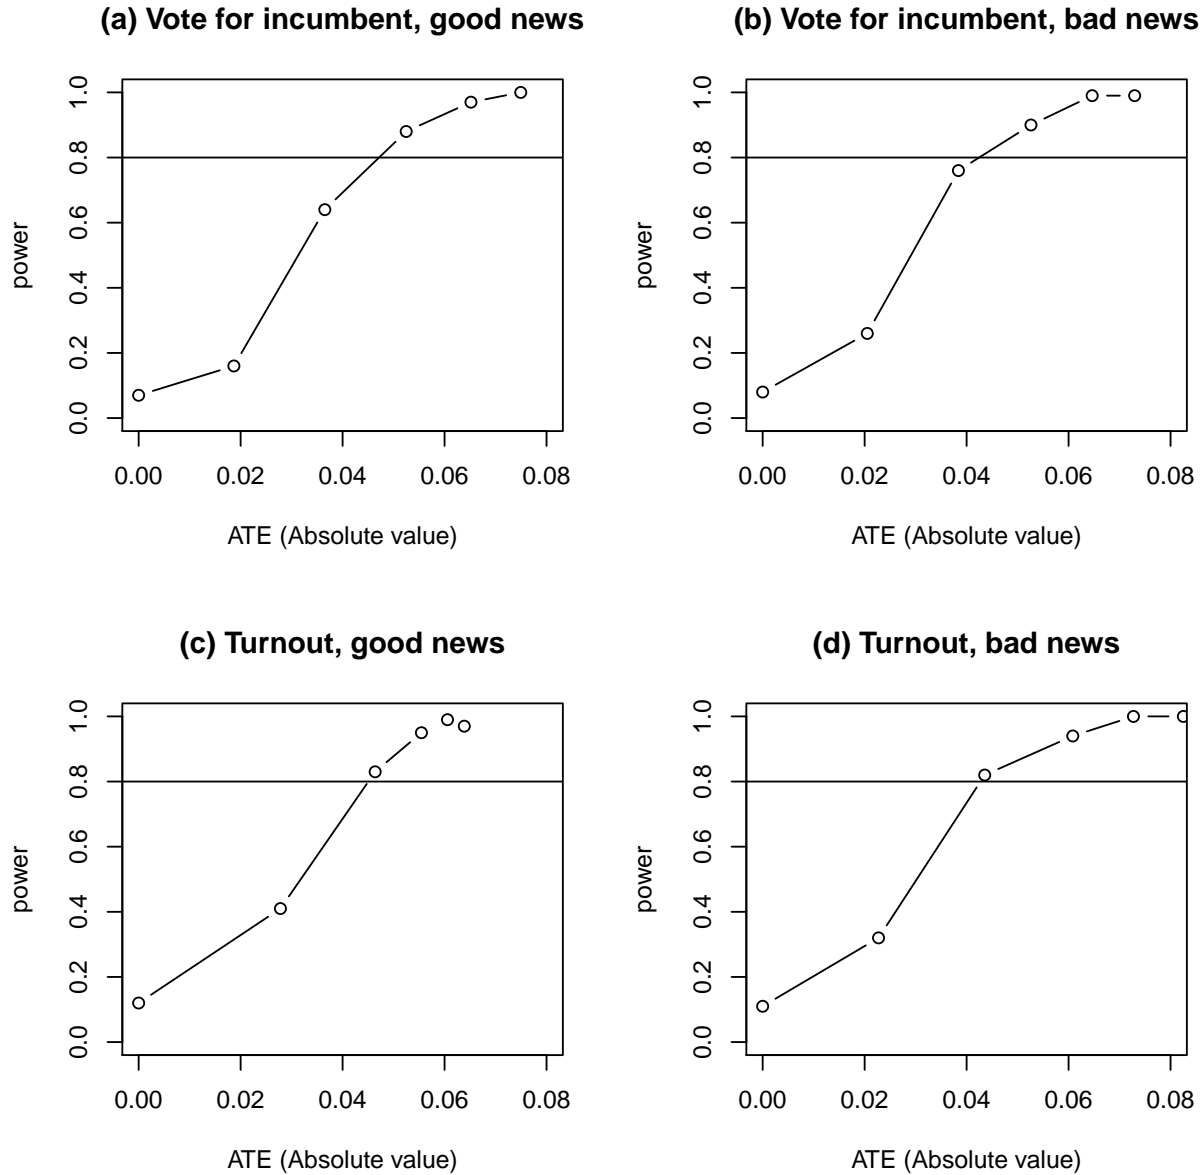 (a) Vote for incumbent, good news
power
0.0 0.2 0.4 0.6 0.8 1.0
0.00 0.02 0.04 0.06 0.08
ATE (Absolute value)
(b) Vote for incumbent, bad news
power
0.0 0.2 0.4 0.6 0.8 1.0
0.00 0.02 0.04 0.06 0.08
ATE (Absolute value)
(c) Turnout, good news
power
0.0 0.2 0.4 0.6 0.8 1.0
0.00 0.02 0.04 0.06 0.08
ATE (Absolute value)
(d) Turnout, bad news
power
0.0 0.2 0.4 0.6 0.8 1.0
0.00 0.02 0.04 0.06 0.08
ATE (Absolute value)